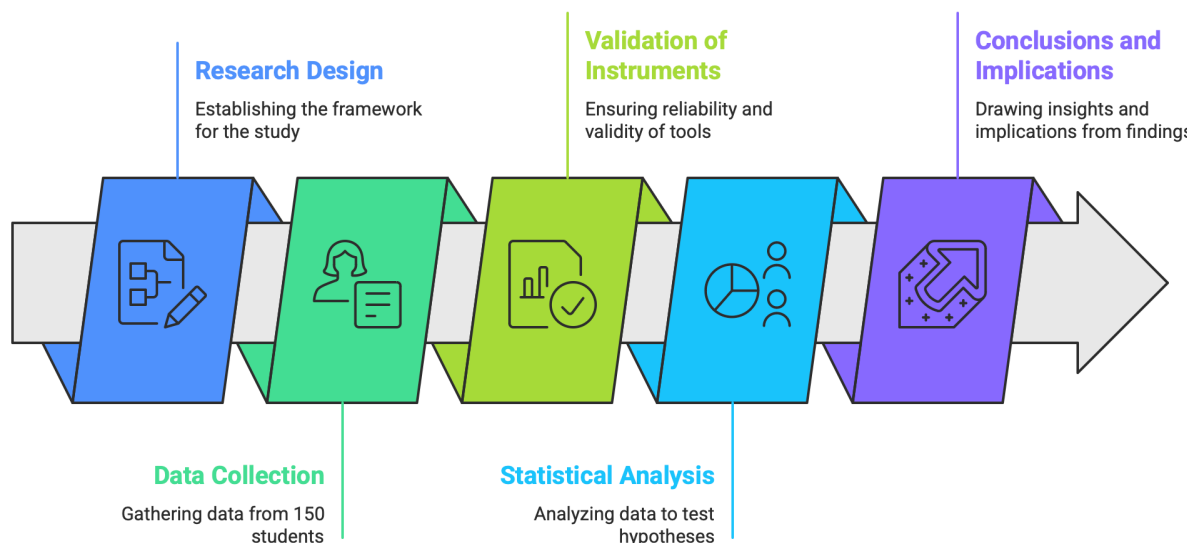 Research Design
Establishing the framework
for the study
Data Collection
Gathering data from 150
students
Validation of
Instruments
Ensuring reliability and
validity of tools
Statistical Analysis
Analyzing data to test
hypotheses
Conclusions and
Implications
Drawing insights and
implications from findings